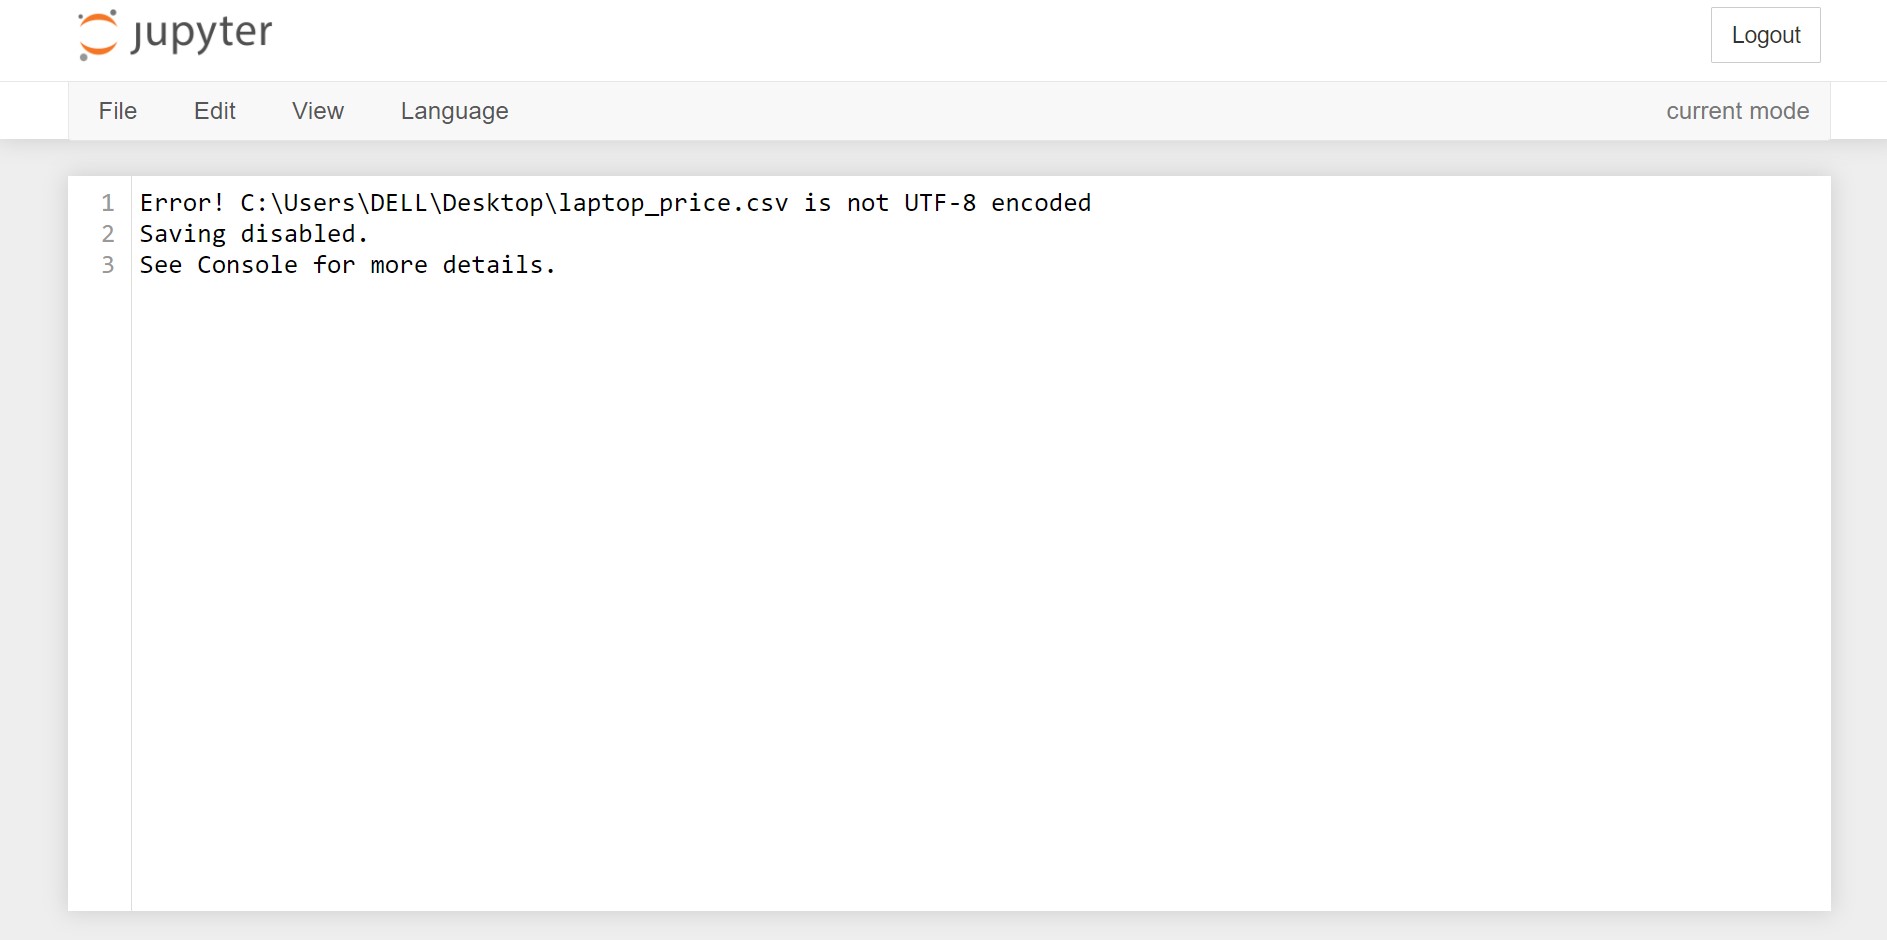 jupyter
Logout
File Edit View Language current mode
1 Error! C:\Users\DELL\Desktop\laptop_price.csv is not UTF-8 encoded
2 Saving disabled.
3 See Console for more details.